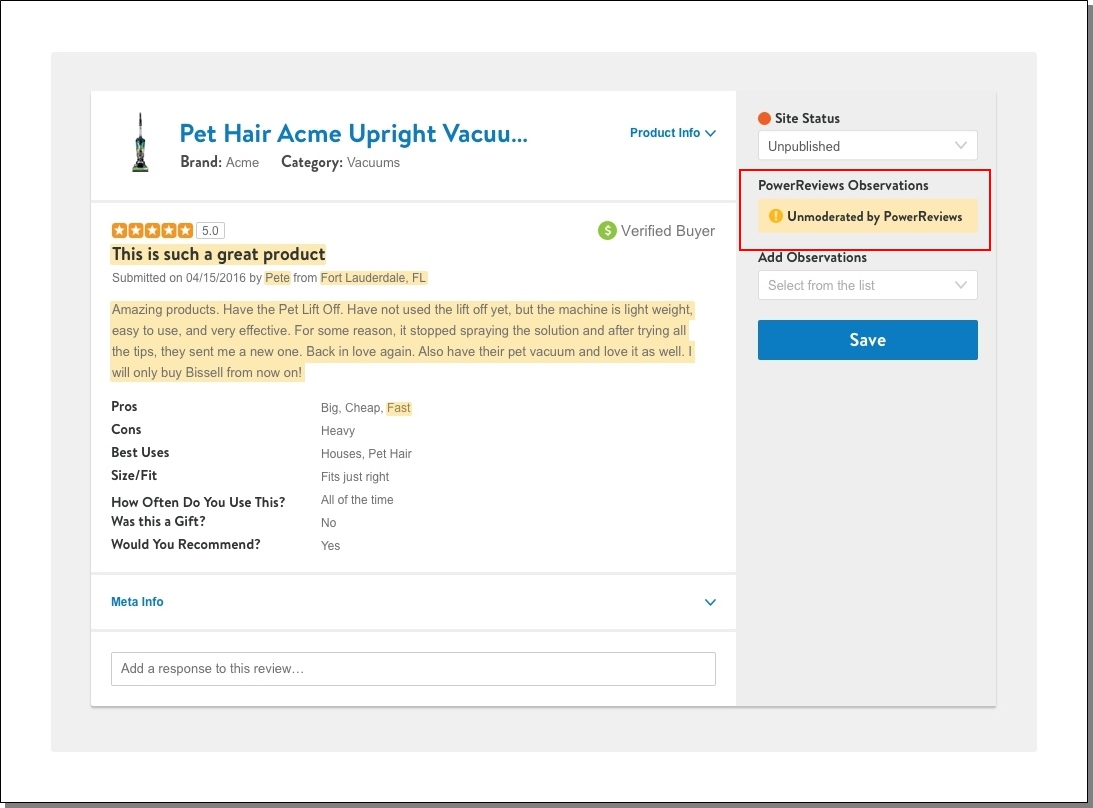 Pet Hair Acme Upright Vacuu...
Product Info
Brand: Acme Category: Vacuums
5.0
Verified Buyer
This is such a great product
Submitted on 04/15/2016 by Pete from Fort Lauderdale, FL
Amazing products. Have the Pet Lift Off. Have not used the lift off yet, but the machine is light weight,
easy to use, and very effective. For some reason, it stopped spraying the solution and after trying all
the tips, they sent me a new one. Back in love again. Also have their pet vacuum and love it as well. I
will only buy Bissell from now on!
Pros Big, Cheap, Fast
Cons Heavy
Best Uses Houses, Pet Hair
Size/Fit Fits just right
How Often Do You Use This? All of the time
Was this a Gift? No
Would You Recommend? Yes
Meta Info
Add a response to this review…
Site Status
Unpublished
PowerReviews Observations
Unmoderated by PowerReviews
Add Observations
Select from the list
Save